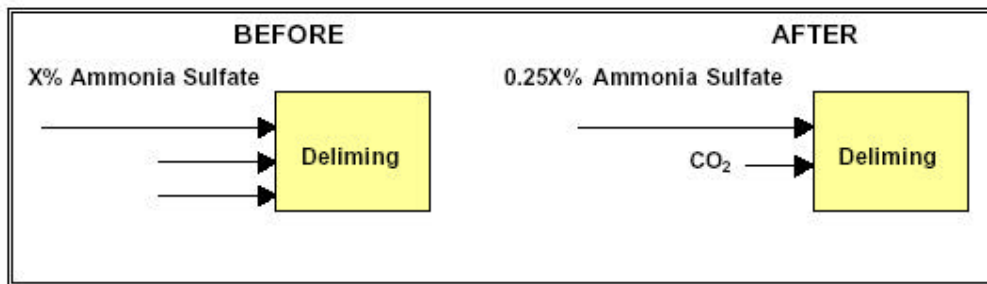 BEFORE
AFTER
X% Ammonia Sulfate
0.25X% Ammonia Sulfate
Deliming
CO₂
Deliming